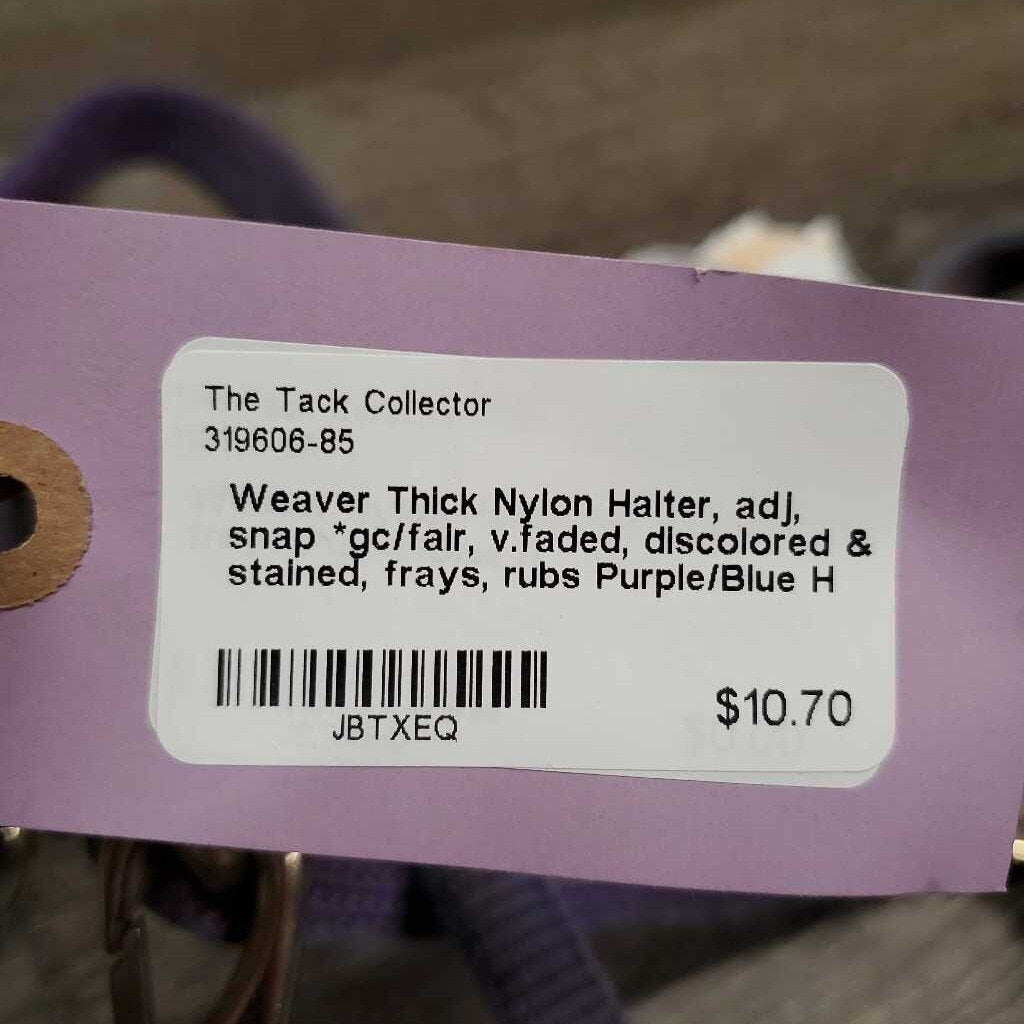 The Tack Collector
319606-85
Weaver Thick Nylon Halter, adj,
snap *gc/fair, v.faded, discolored &
stained, frays, rubs Purple/Blue H
JBTXEQ
$10.70